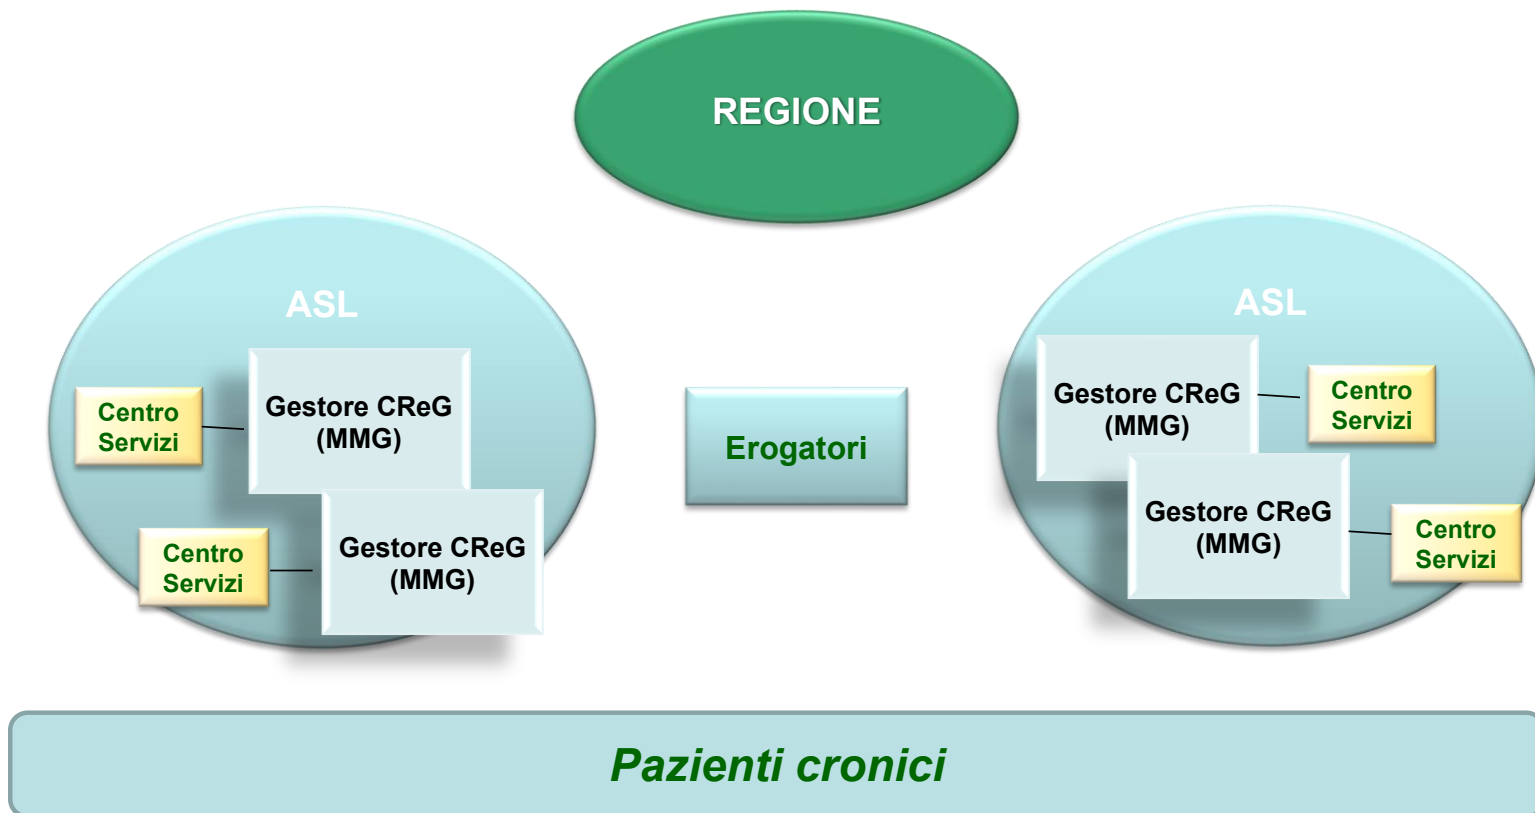 REGIONE
ASL
Centro
Servizi
Gestore CReG
(MMG)
Centro
Servizi
Gestore CReG
(MMG)
Erogatori
ASL
Gestore CReG
(MMG)
Centro
Servizi
Gestore CReG
(MMG)
Centro
Servizi
Pazienti cronici